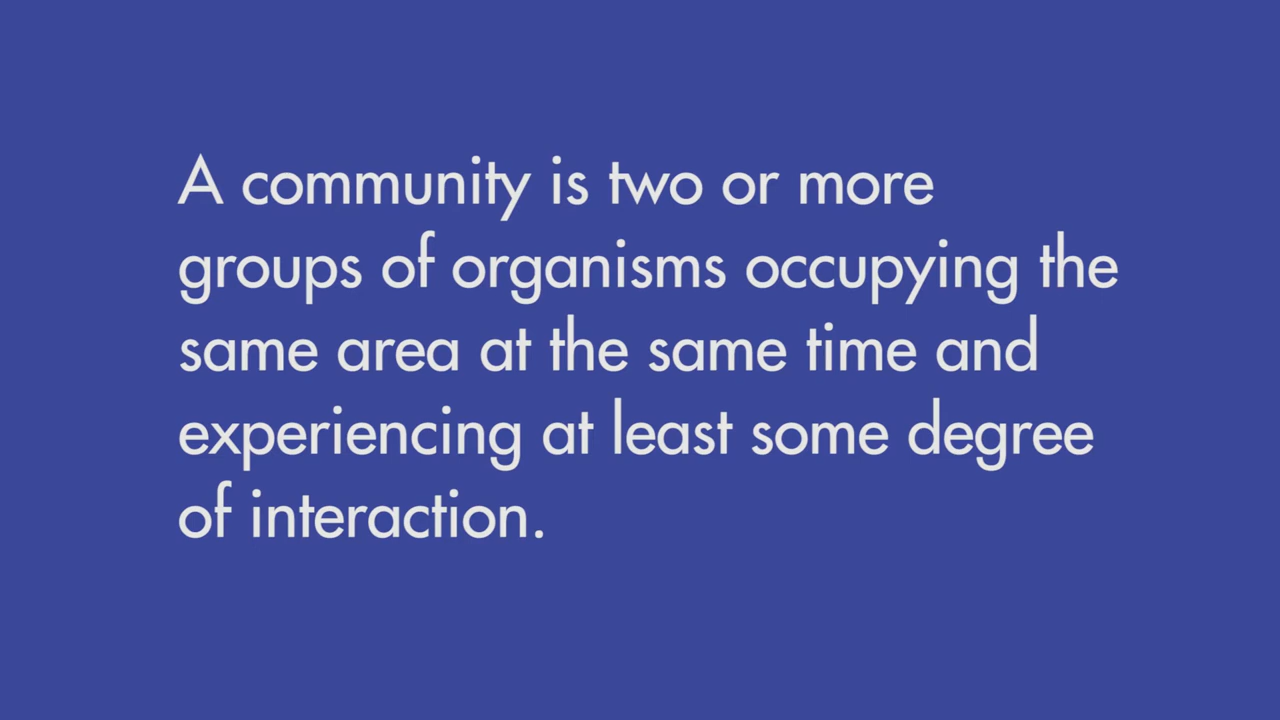 A community is two or more
groups of organisms occupying the
same area at the same time and
experiencing at least some degree
of interaction.